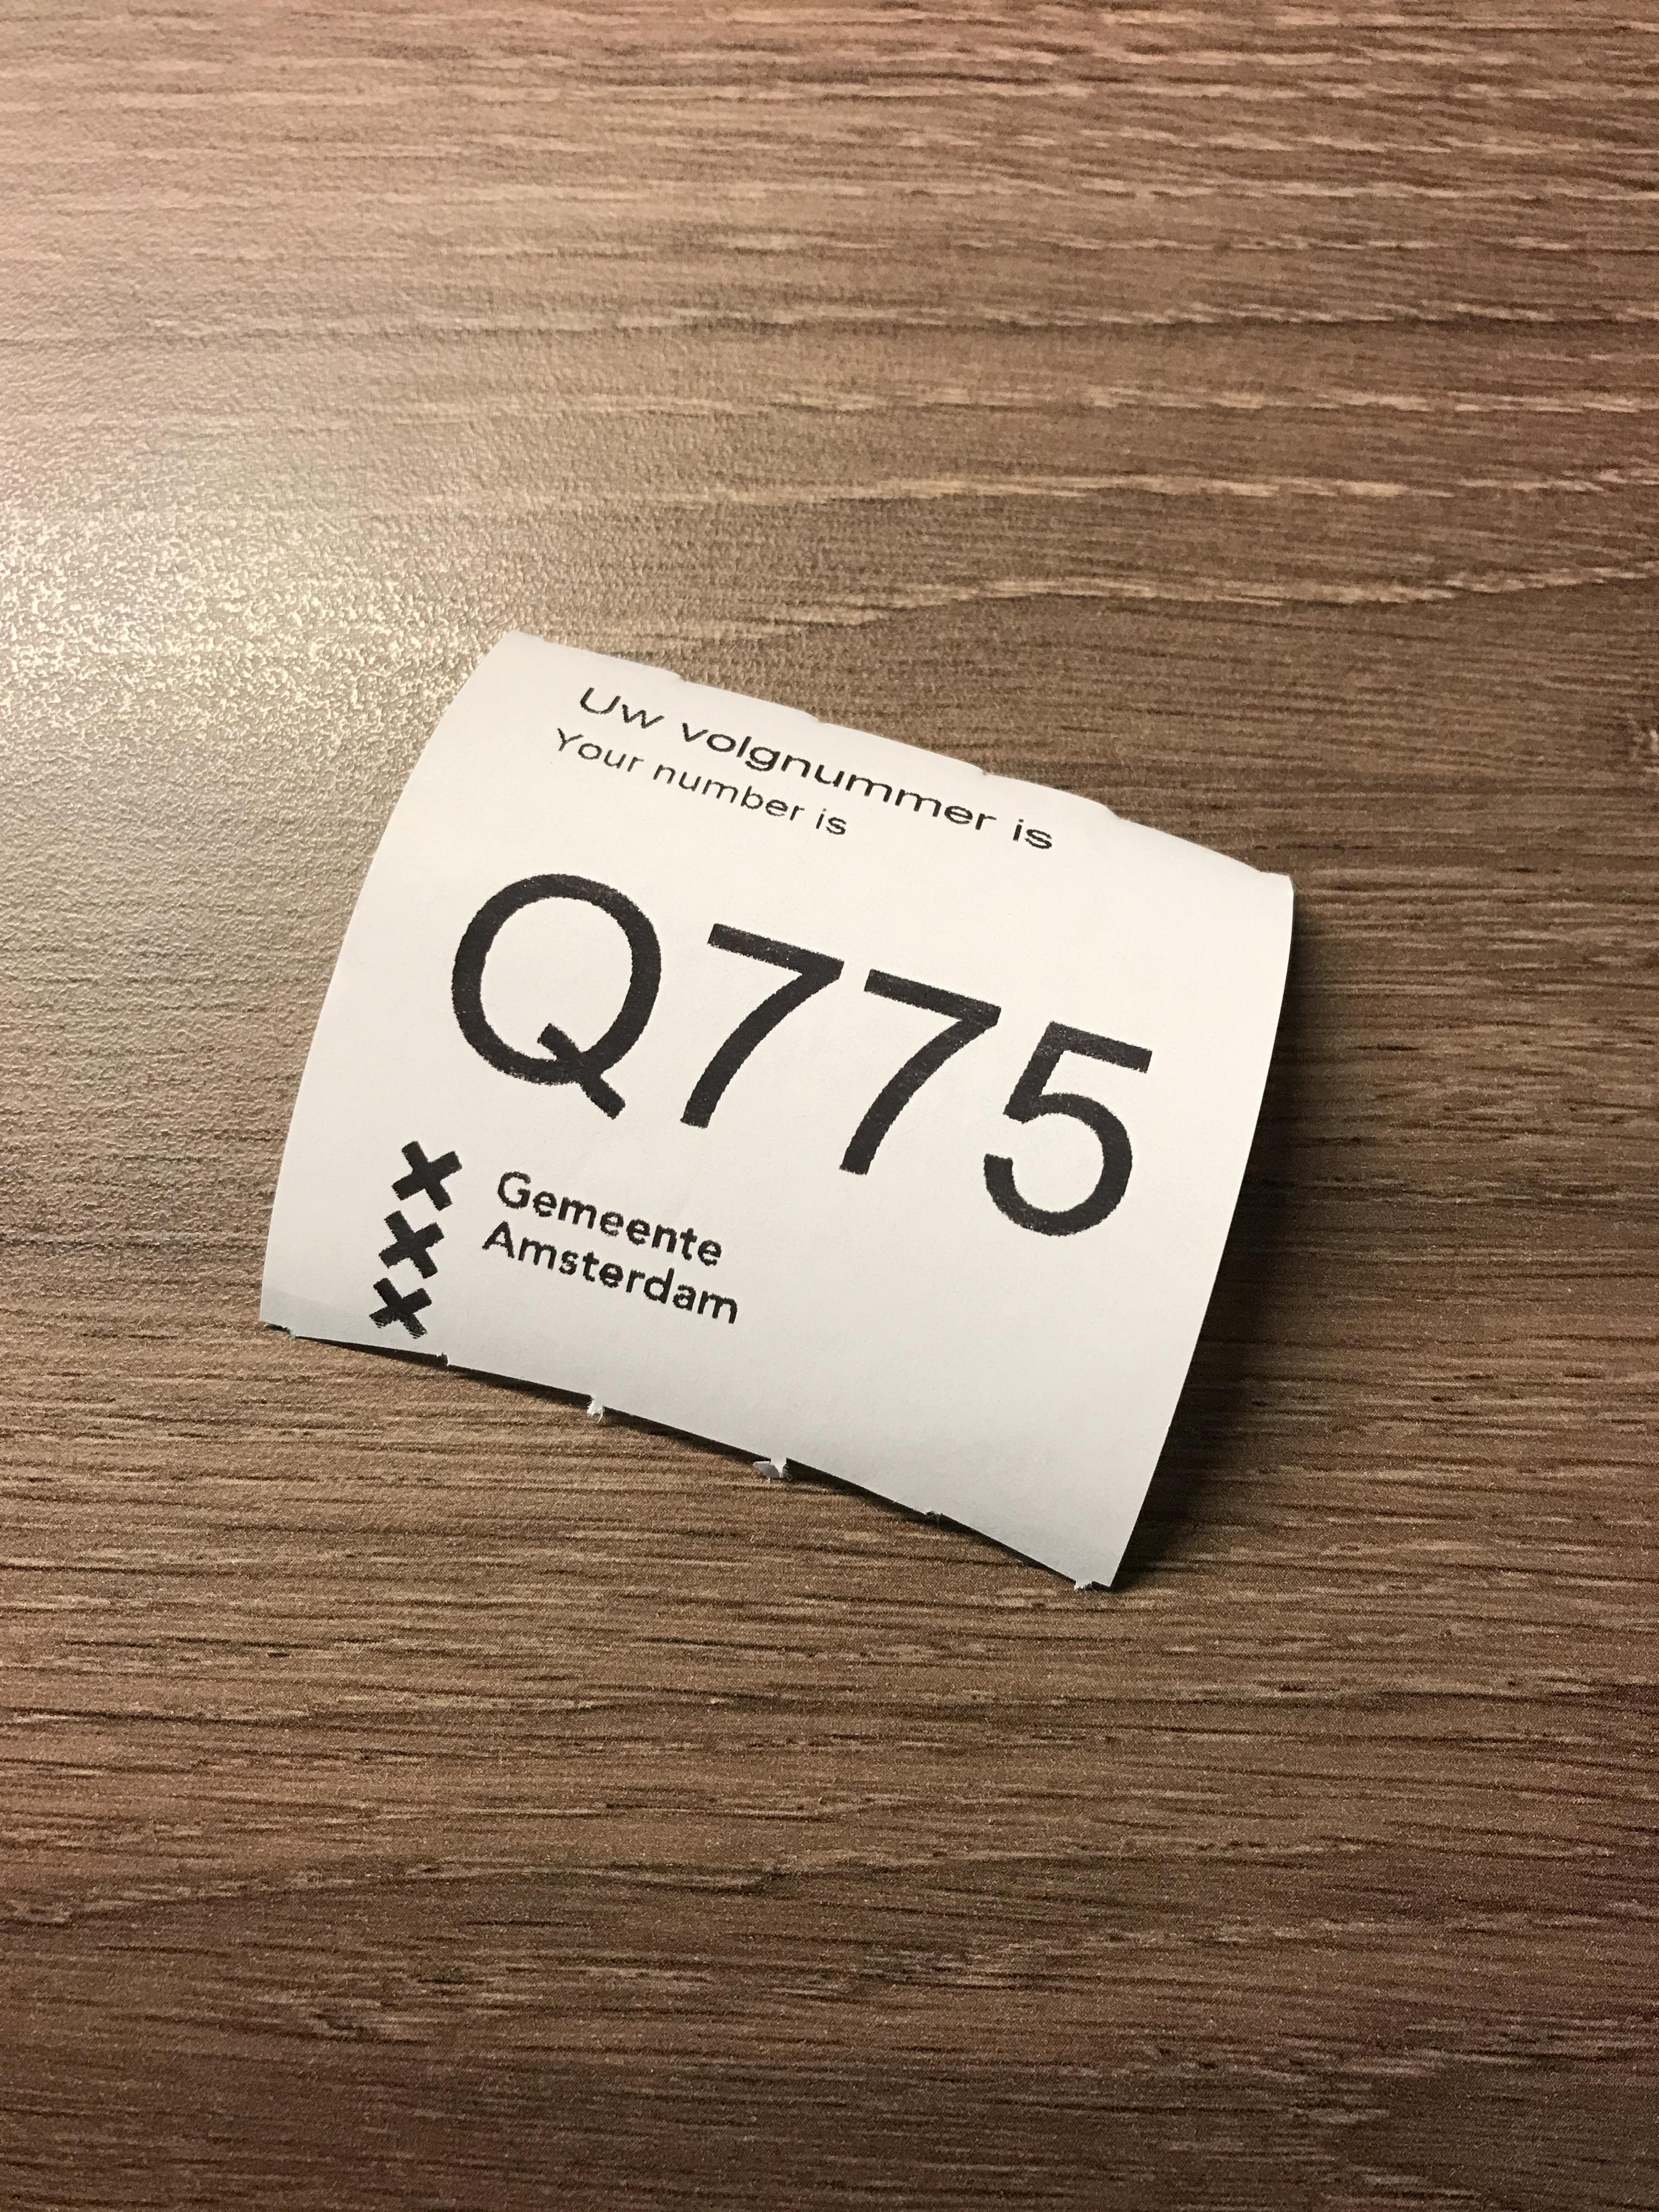 Uw volgnummer is
Your number is
Q775
Gemeente
Amsterdam